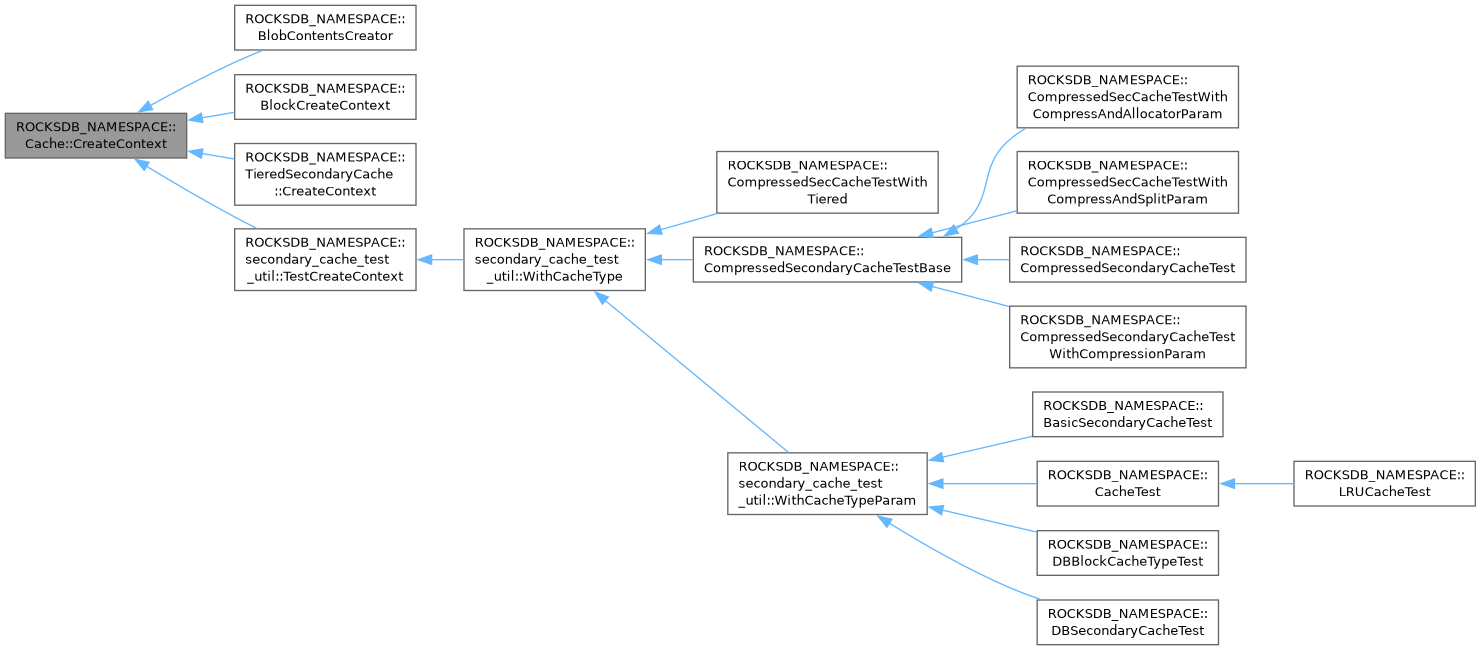 ROCKSDB_NAMESPACE::
Cache::CreateContext
ROCKSDB_NAMESPACE::
BlobContentsCreator
ROCKSDB_NAMESPACE::
BlockCreateContext
ROCKSDB_NAMESPACE::
TieredSecondaryCache
::CreateContext
ROCKSDB_NAMESPACE::
secondary_cache_test
_util::TestCreateContext
ROCKSDB_NAMESPACE::
secondary_cache_test
_util::WithCacheType
ROCKSDB_NAMESPACE::
CompressedSecCacheTestWith
Tiered
ROCKSDB_NAMESPACE::
CompressedSecondaryCacheTestBase
ROCKSDB_NAMESPACE::
CompressedSecCacheTestWith
CompressAndAllocatorParam
ROCKSDB_NAMESPACE::
CompressedSecCacheTestWith
CompressAndSplitParam
ROCKSDB_NAMESPACE::
CompressedSecondaryCacheTest
ROCKSDB_NAMESPACE::
CompressedSecondaryCacheTest
WithCompressionParam
ROCKSDB_NAMESPACE::
secondary_cache_test
_util::WithCacheTypeParam
ROCKSDB_NAMESPACE::
BasicSecondaryCacheTest
ROCKSDB_NAMESPACE::
CacheTest
ROCKSDB_NAMESPACE::
LRUCacheTest
ROCKSDB_NAMESPACE::
DBBlockCacheTypeTest
ROCKSDB_NAMESPACE::
DBSecondaryCacheTest